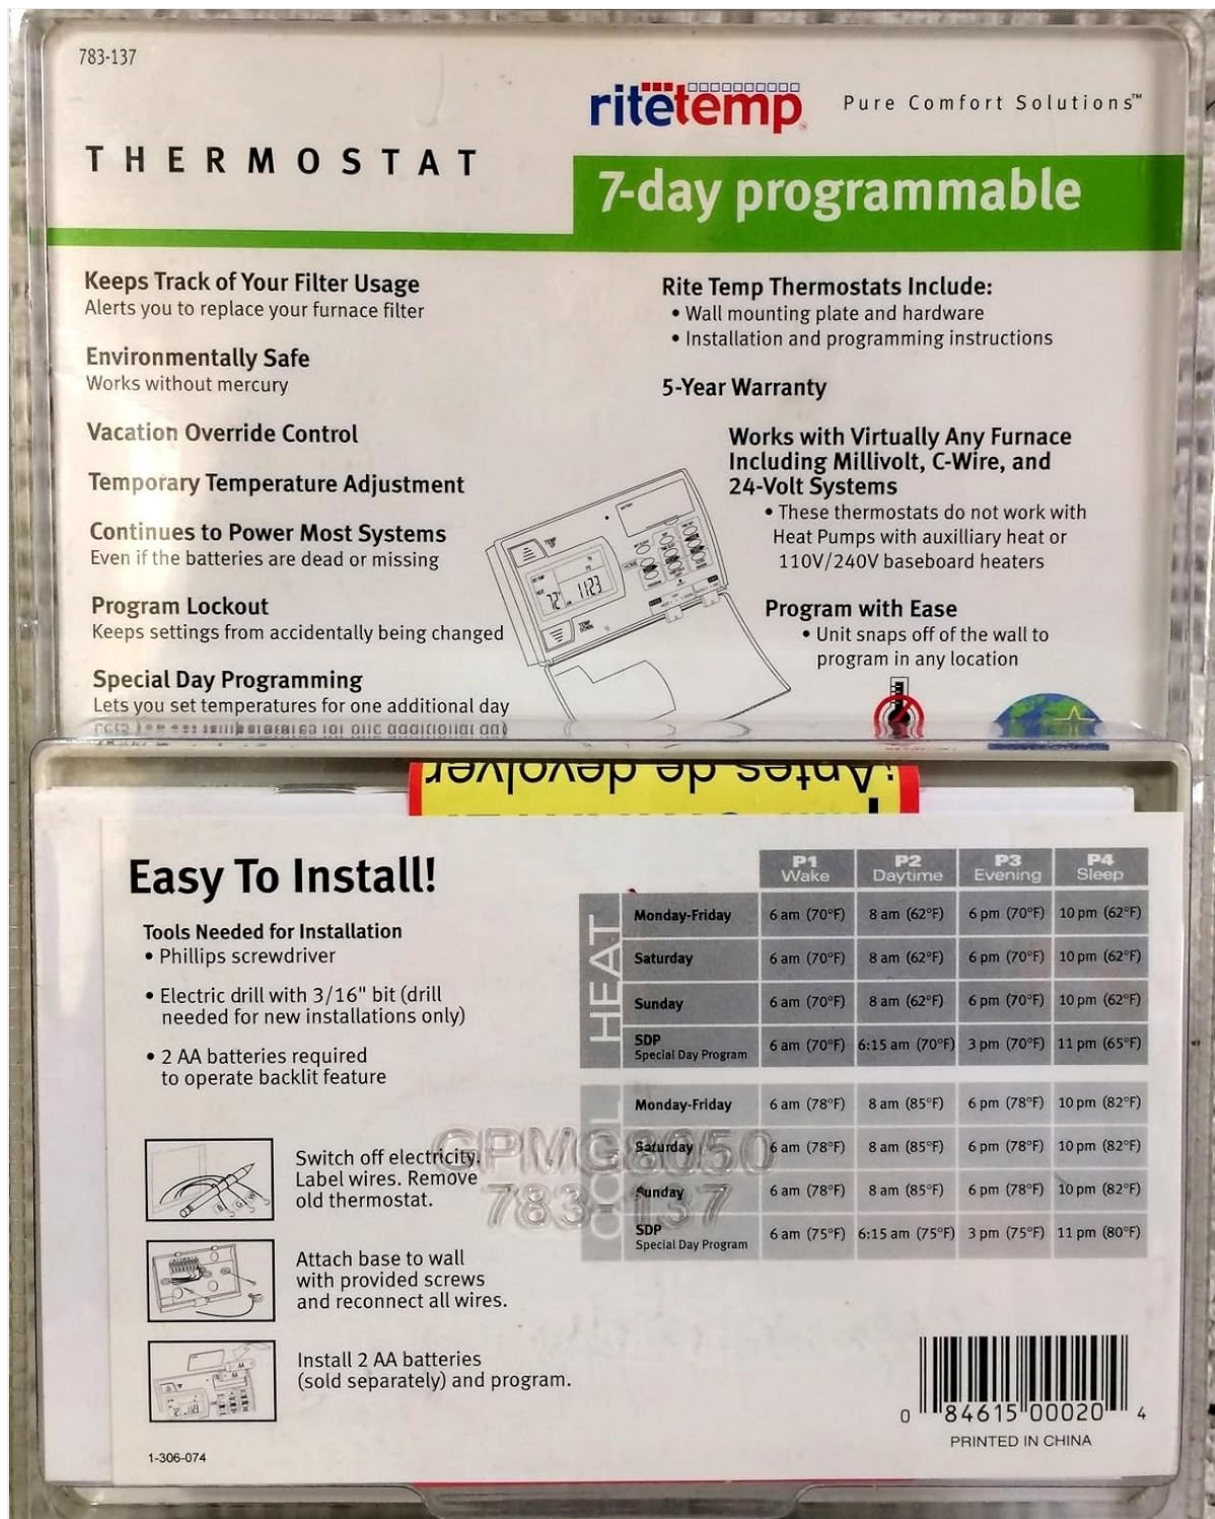 783-137
ritetemp
Pure Comfort Solutions™
THERMOSTAT
7-day programmable
Keeps Track of Your Filter Usage
Alerts you to replace your furnace filter
Environmentally Safe
Works without mercury
Vacation Override Control
Temporary Temperature Adjustment
Continues to Power Most Systems
Even if the batteries are dead or missing
Program Lockout
Keeps settings from accidentally being changed
Special Day Programming
Lets you set temperatures for one additional day
Rite Temp Thermostats Include:
• Wall mounting plate and hardware
• Installation and programming instructions
5-Year Warranty
Works with Virtually Any Furnace
Including Millivolt, C-Wire, and
24-Volt Systems
• These thermostats do not work with
Heat Pumps with auxilliary heat or
110V/240V baseboard heaters
Program with Ease
• Unit snaps off of the wall to
program in any location
72° 1123
¡Antes de devolver
Easy To Install!
Tools Needed for Installation
• Phillips screwdriver
• Electric drill with 3/16" bit (drill
needed for new installations only)
• 2 AA batteries required
to operate backlit feature
Switch off electricity.
Label wires. Remove
old thermostat.
Attach base to wall
with provided screws
and reconnect all wires.
Install 2 AA batteries
(sold separately) and program.
1-306-074
P1 P2 P3 P4
Wake Daytime Evening Sleep
HEAT
Monday-Friday 6 am (70°F) 8 am (62°F) 6 pm (70°F) 10 pm (62°F)
Saturday 6 am (70°F) 8 am (62°F) 6 pm (70°F) 10 pm (62°F)
Sunday 6 am (70°F) 8 am (62°F) 6 pm (70°F) 10 pm (62°F)
SDP
Special Day Program 6 am (70°F) 6:15 am (70°F) 3 pm (70°F) 11 pm (65°F)
COOL
Monday-Friday 6 am (78°F) 8 am (85°F) 6 pm (78°F) 10 pm (82°F)
Saturday 6 am (78°F) 8 am (85°F) 6 pm (78°F) 10 pm (82°F)
Sunday 6 am (78°F) 8 am (85°F) 6 pm (78°F) 10 pm (82°F)
SDP
Special Day Program 6 am (75°F) 6:15 am (75°F) 3 pm (75°F) 11 pm (80°F)
GPMG8050
783-137
0 84615 00020 4
PRINTED IN CHINA